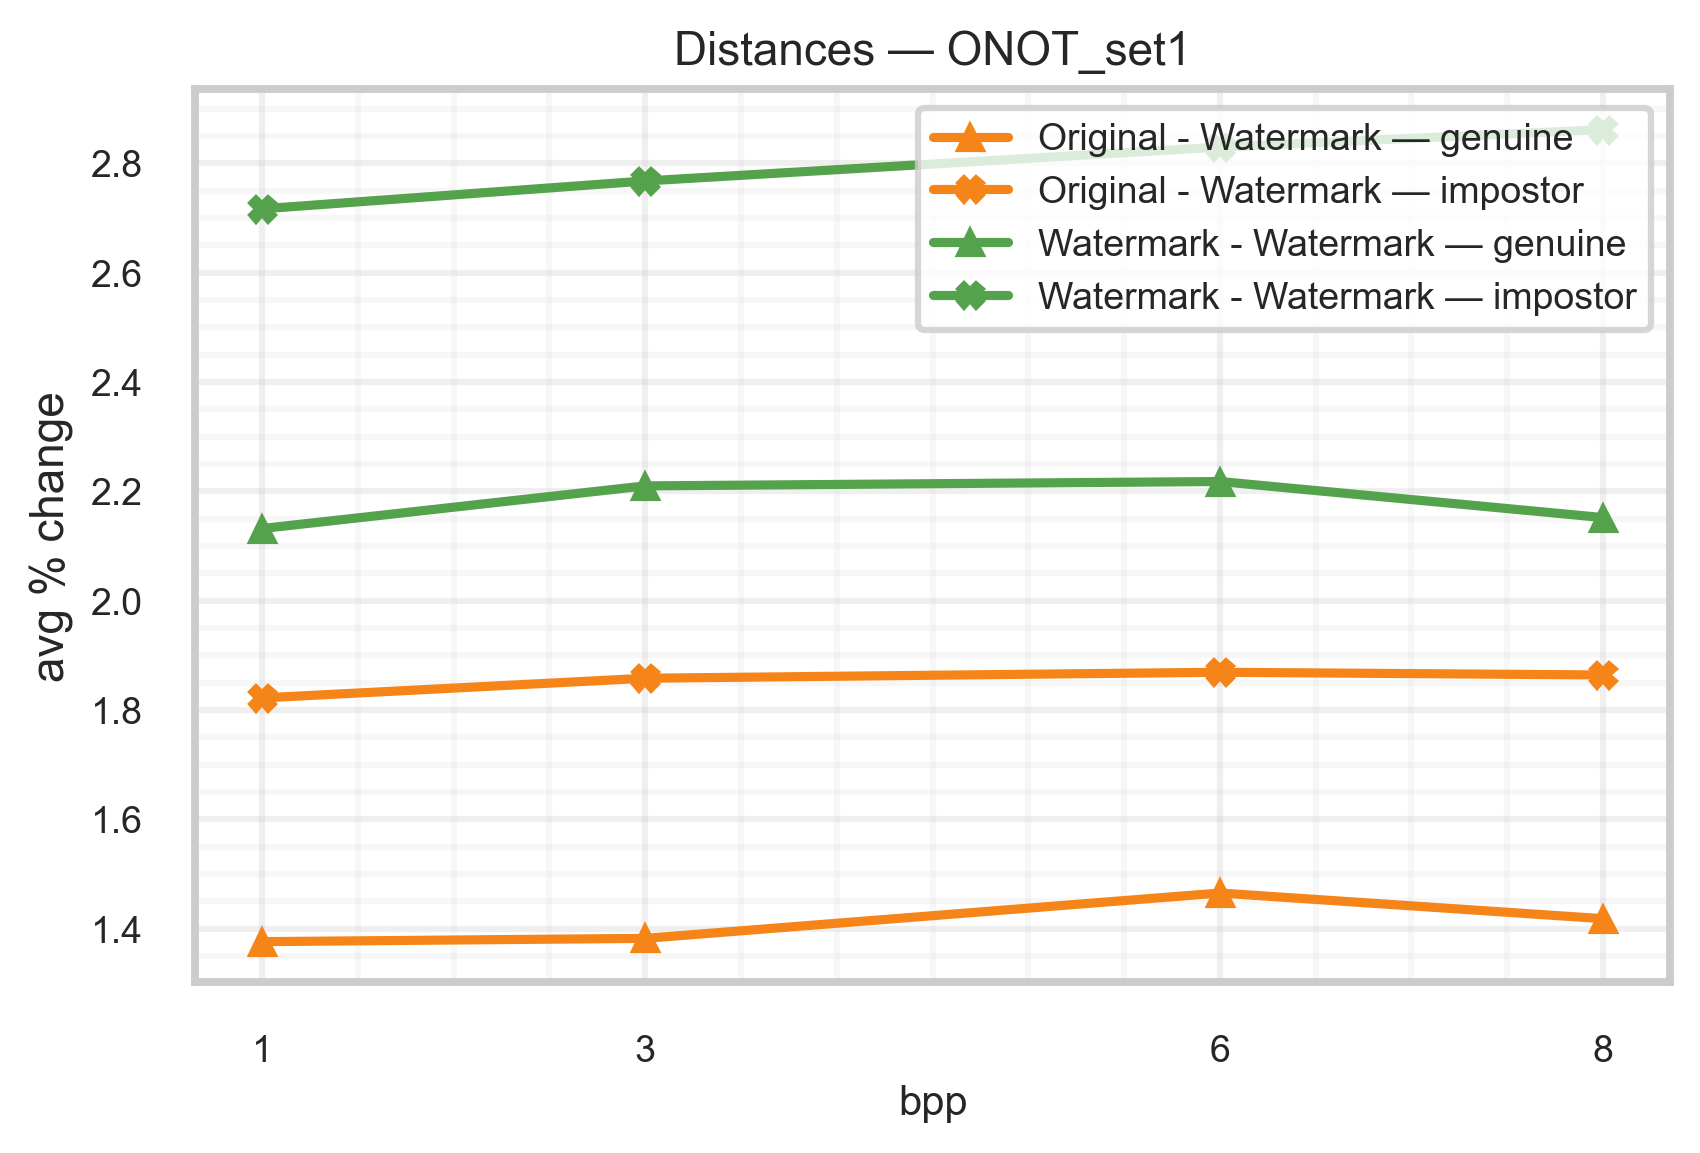 Distances — ONOT_set1
Original - Watermark — genuine
Original - Watermark — impostor
Watermark - Watermark — genuine
Watermark - Watermark — impostor
avg % change
2.8
2.6
2.4
2.2
2.0
1.8
1.6
1.4
1 3 6 8
bpp